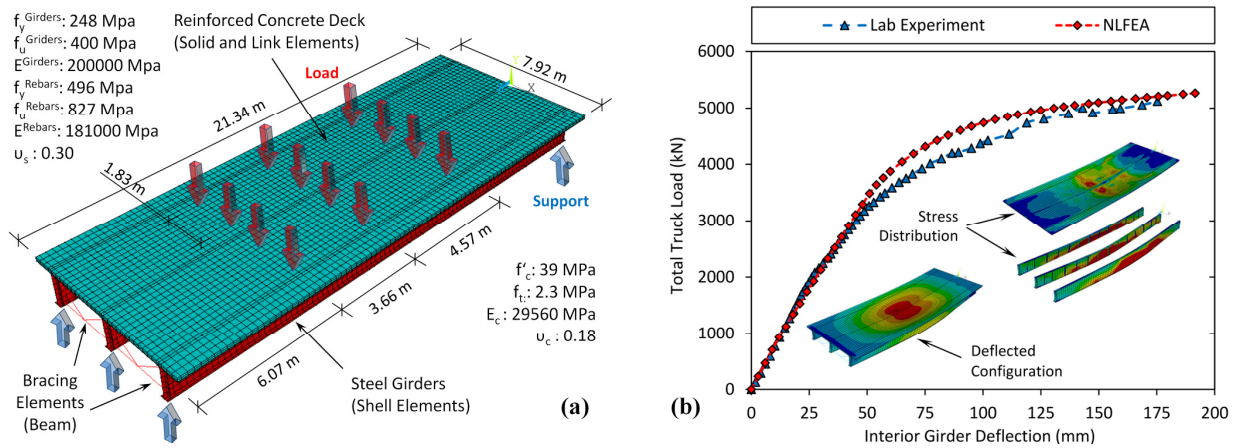 f_y^Girders: 248 Mpa
f_u^Girders: 400 Mpa
E^Girders: 200000 Mpa
f_y^Rebars: 496 Mpa
f_u^Rebars: 827 Mpa
E^Rebars: 181000 Mpa
υ_s : 0.30
Reinforced Concrete Deck
(Solid and Link Elements)
Load
7.92 m
Y
X
21.34 m
1.83 m
Support
4.57 m
3.66 m
6.07 m
f'_c: 39 MPa
f_t: 2.3 MPa
E_c : 29560 MPa
υ_c : 0.18
Bracing
Elements
(Beam)
Steel Girders
(Shell Elements)
(a)
Lab Experiment
NLFEA
Total Truck Load (kN)
6000
5000
4000
3000
2000
1000
0
Stress
Distribution
Deflected
Configuration
0 25 50 75 100 125 150 175 200
Interior Girder Deflection (mm)
(b)